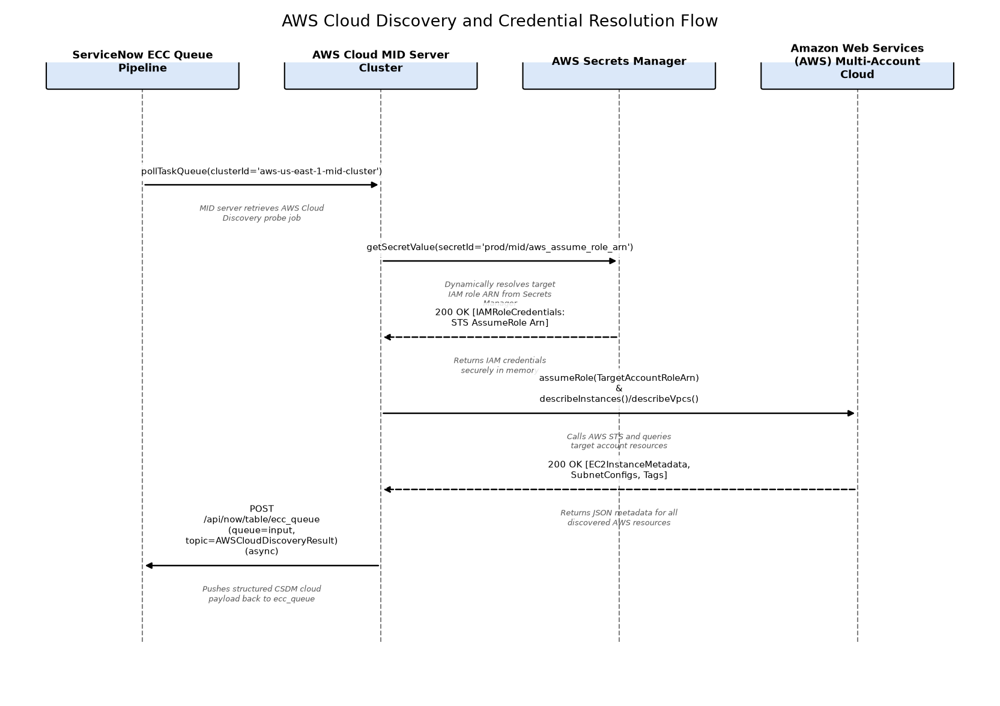 AWS Cloud Discovery and Credential Resolution Flow
ServiceNow ECC Queue
Pipeline
AWS Cloud MID Server
Cluster
AWS Secrets Manager
Amazon Web Services
(AWS) Multi-Account
Cloud
pollTaskQueue(clusterId='aws-us-east-1-mid-cluster')
MID server retrieves AWS Cloud
Discovery probe job
getSecretValue(secretId='prod/mid/aws_assume_role_arn')
Dynamically resolves target
IAM role ARN from Secrets
Manager
200 OK [IAMRoleCredentials:
STS AssumeRole Arn]
Returns IAM credentials
securely in memory
assumeRole(TargetAccountRoleArn)
&
describeInstances()/describeVpcs()
Calls AWS STS and queries
target account resources
200 OK [EC2InstanceMetadata,
SubnetConfigs, Tags]
Returns JSON metadata for all
discovered AWS resources
POST
/api/now/table/ecc_queue
(queue=input,
topic=AWSCloudDiscoveryResult)
(async)
Pushes structured CSDM cloud
payload back to ecc_queue